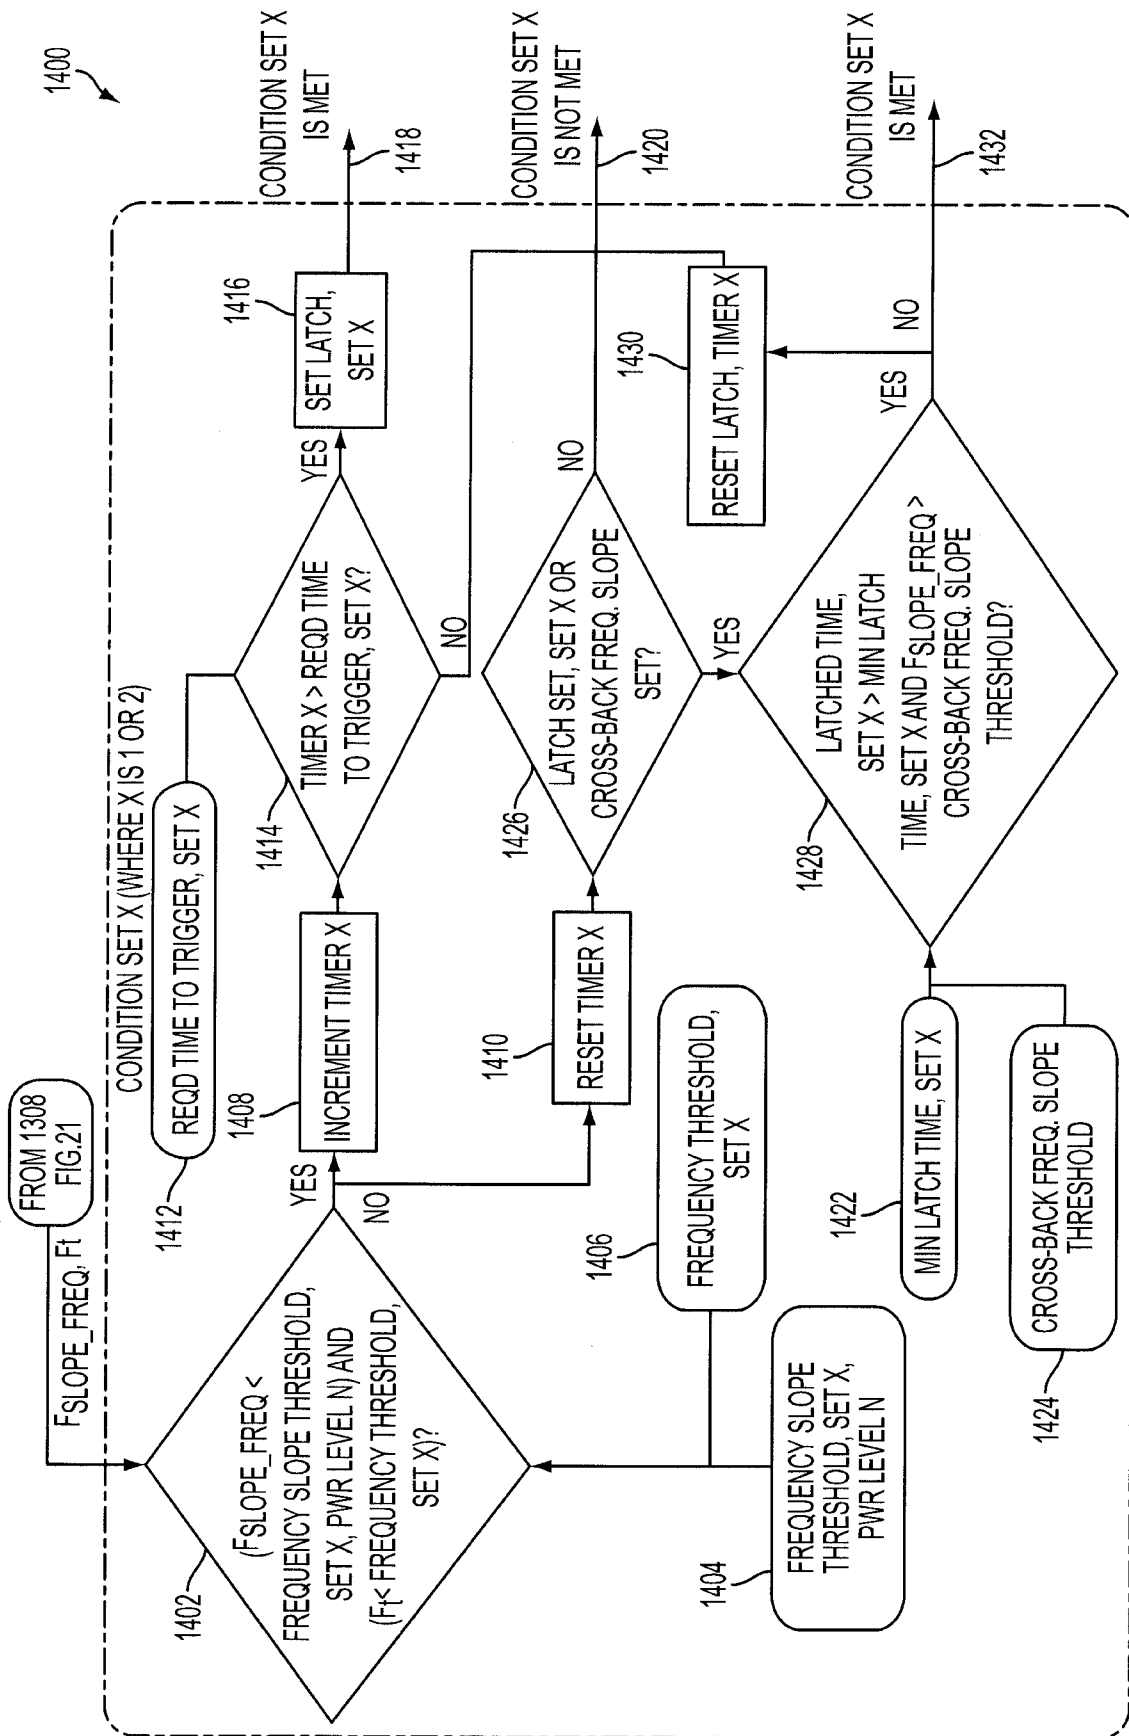 1400
FROM 1308
FIG.21
FSLOPE_FREQ, Ft
CONDITION SET X (WHERE X IS 1 OR 2)
1402
(FSLOPE_FREQ <
FREQUENCY SLOPE THRESHOLD,
SET X, PWR LEVEL N) AND
(Ft< FREQUENCY THRESHOLD,
SET X)?
YES
NO
1404
FREQUENCY SLOPE
THRESHOLD, SET X,
PWR LEVEL N
1406
FREQUENCY THRESHOLD,
SET X
1408
INCREMENT TIMER X
1410
RESET TIMER X
1412
REQD TIME TO TRIGGER, SET X
1414
TIMER X > REQD TIME
TO TRIGGER, SET X?
YES
NO
1416
SET LATCH,
SET X
CONDITION SET X
IS MET
1418
1426
LATCH SET, SET X OR
CROSS-BACK FREQ. SLOPE
SET?
NO
YES
CONDITION SET X
IS NOT MET
1420
1422
MIN LATCH TIME, SET X
1424
CROSS-BACK FREQ. SLOPE
THRESHOLD
1428
LATCHED TIME,
SET X > MIN LATCH
TIME, SET X AND FSLOPE_FREQ>
CROSS-BACK FREQ. SLOPE
THRESHOLD?
YES
NO
1430
RESET LATCH, TIMER X
CONDITION SET X
IS MET
1432